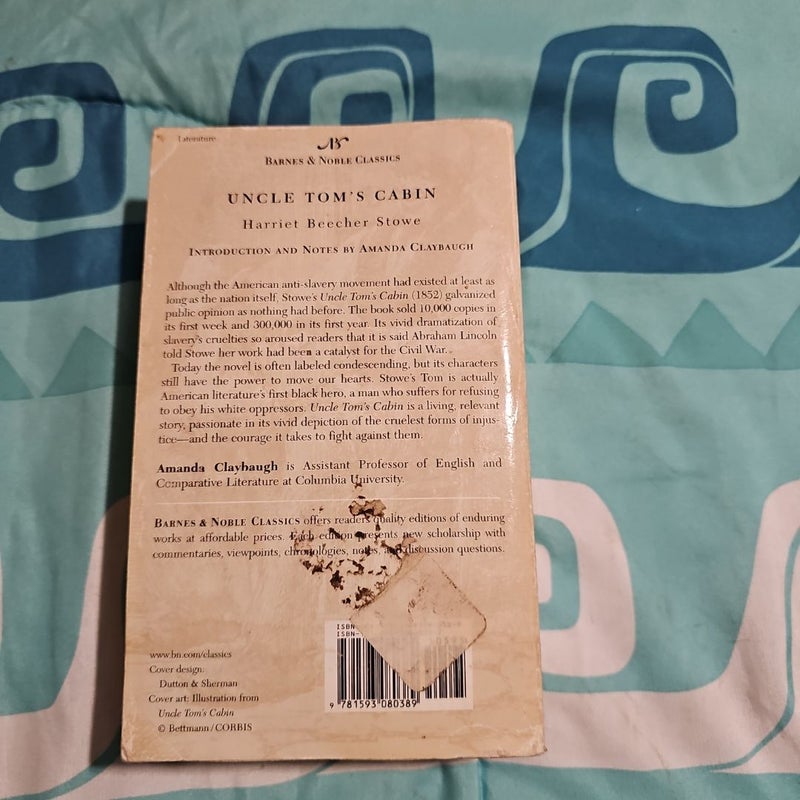 Literature
BN
BARNES & NOBLE CLASSICS
UNCLE TOM'S CABIN
Harriet Beecher Stowe
INTRODUCTION AND NOTES BY AMANDA CLAYBAUGH
Although the American anti-slavery movement had existed at least as
long as the nation itself, Stowe's Uncle Tom's Cabin (1852) galvanized
public opinion as nothing had before. The book sold 10,000 copies in
its first week and 300,000 in its first year. Its vivid dramatization of
slavery's cruelties so aroused readers that it is said Abraham Lincoln
told Stowe her work had been a catalyst for the Civil War.
Today the novel is often labeled condescending, but its characters
still have the power to move our hearts. Stowe's Tom is actually
American literature's first black hero, a man who suffers for refusing
to obey his white oppressors. Uncle Tom's Cabin is a living, relevant
story, passionate in its vivid depiction of the cruelest forms of injus-
tice—and the courage it takes to fight against them.
Amanda Claybaugh is Assistant Professor of English and
Comparative Literature at Columbia University.
BARNES & NOBLE CLASSICS offers readers quality editions of enduring
works at affordable prices. Each edition presents new scholarship with
commentaries, viewpoints, chronologies, notes, and discussion questions.
ISBN
ISBN-
9 781593 080389
www.bn.com/classics
Cover design:
Dutton & Sherman
Cover art: Illustration from
Uncle Tom's Cabin
© Bettmann/CORBIS